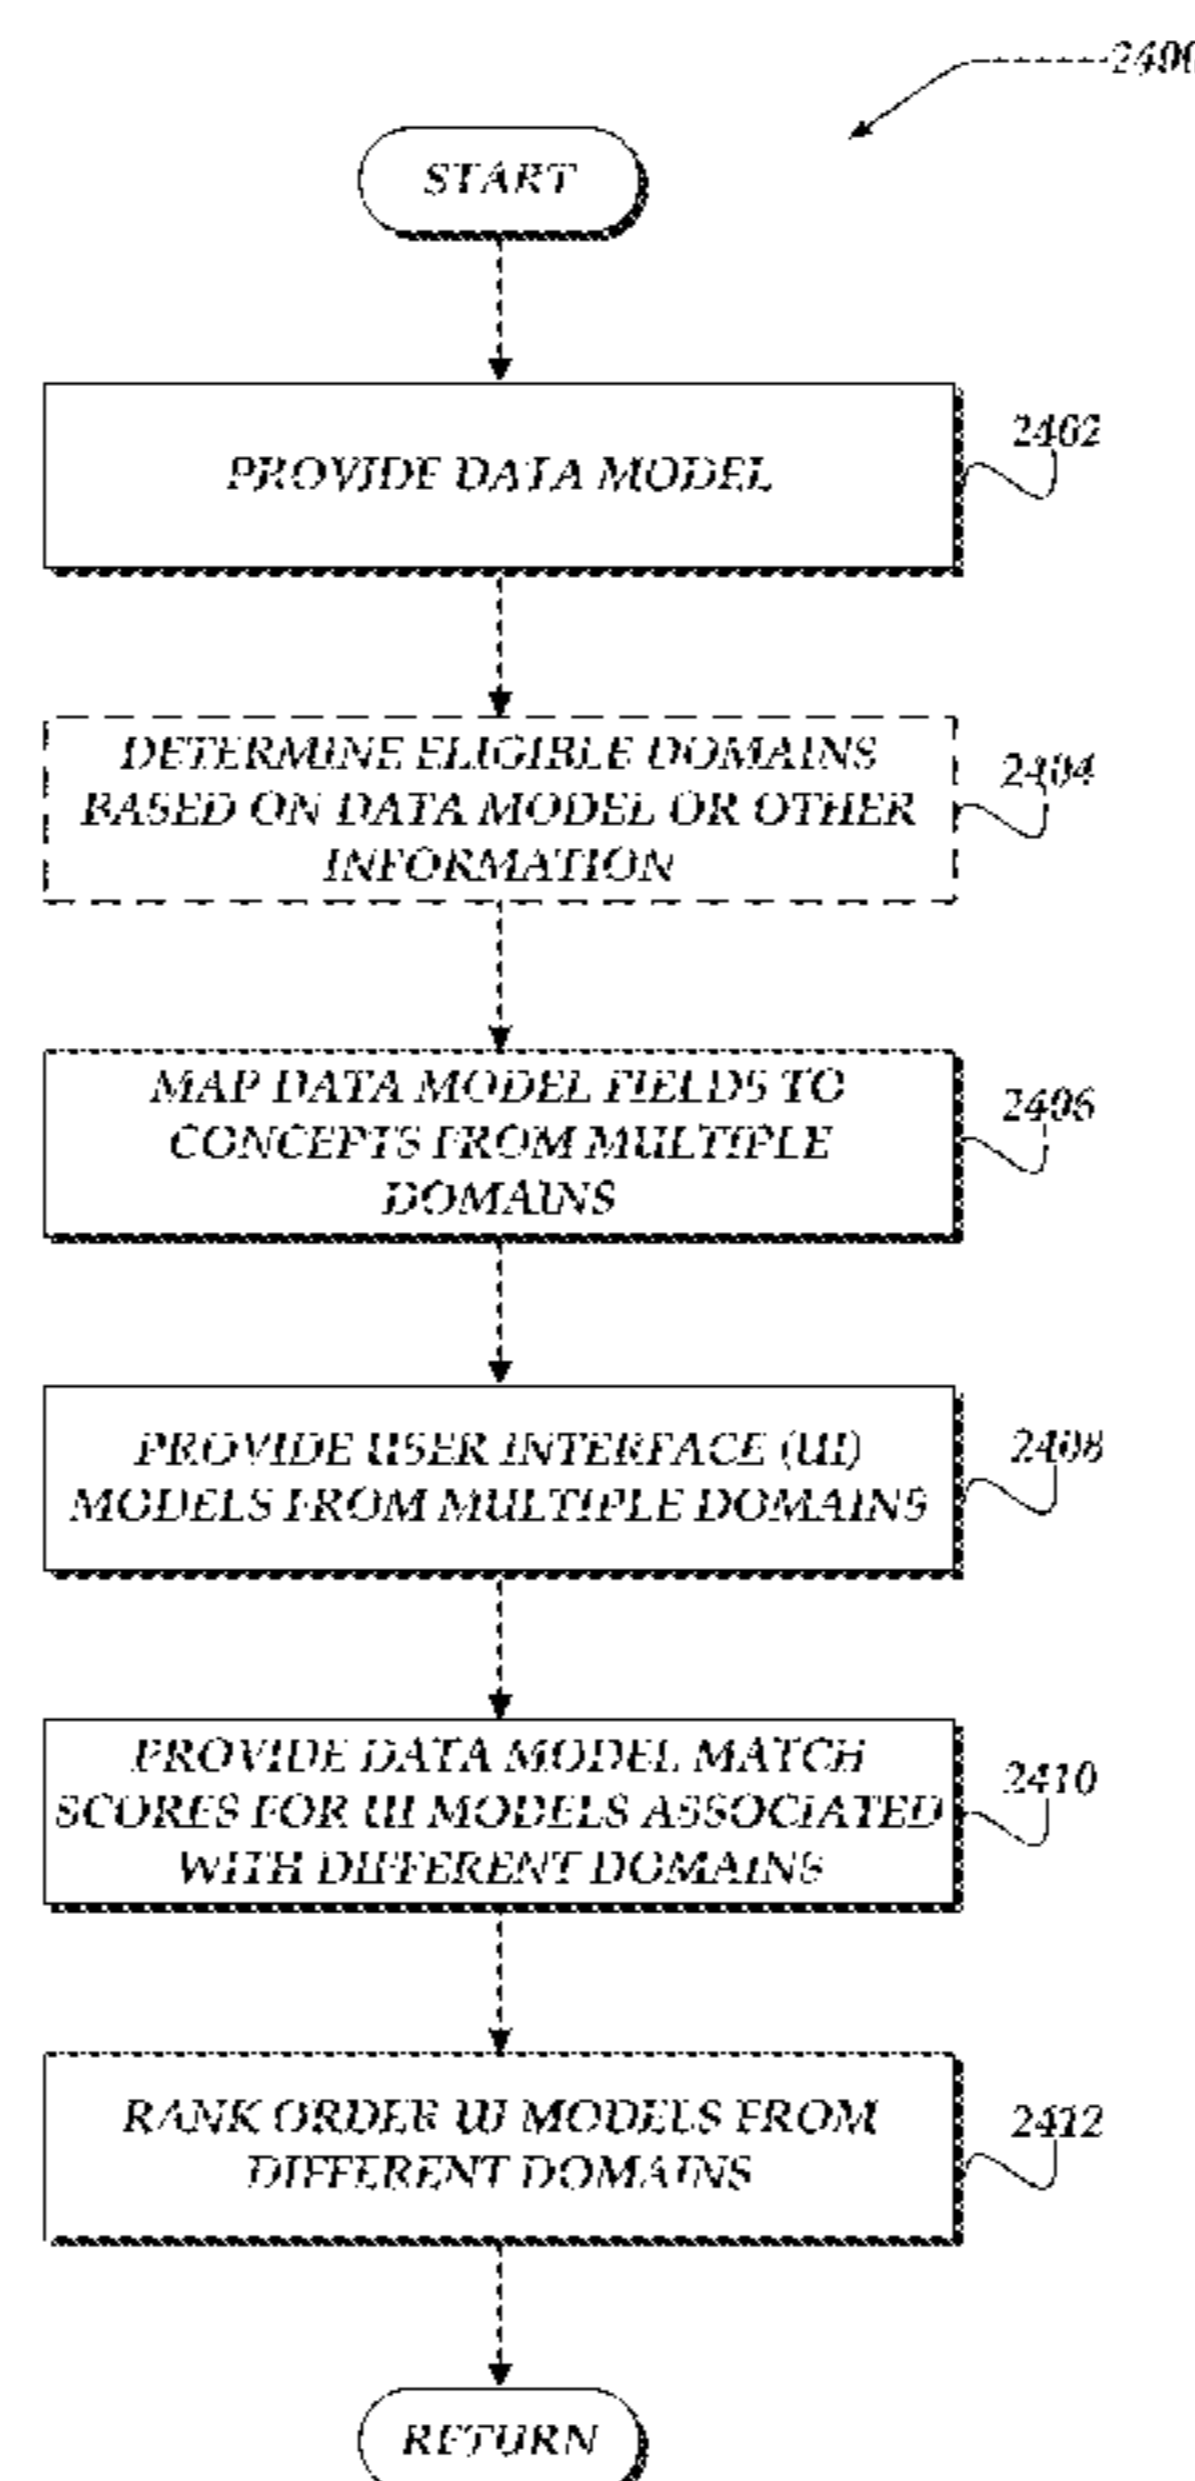 2400
START
PROVIDE DATA MODEL
2402
DETERMINE ELIGIBLE DOMAINS
BASED ON DATA MODEL OR OTHER
INFORMATION
2404
MAP DATA MODEL FIELDS TO
CONCEPTS FROM MULTIPLE
DOMAINS
2406
PROVIDE USER INTERFACE (UI)
MODELS FROM MULTIPLE DOMAINS
2408
PROVIDE DATA MODEL MATCH
SCORES FOR UI MODELS ASSOCIATED
WITH DIFFERENT DOMAINS
2410
RANK ORDER UI MODELS FROM
DIFFERENT DOMAINS
2412
RETURN